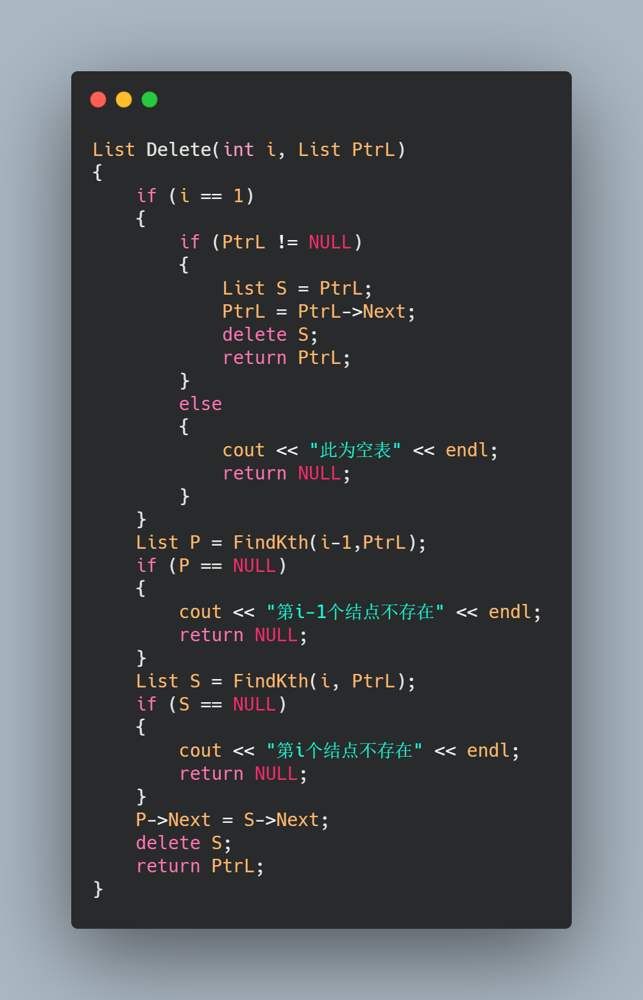 List Delete(int i, List PtrL)
{
    if (i == 1)
    {
        if (PtrL != NULL)
        {
            List S = PtrL;
            PtrL = PtrL->Next;
            delete S;
            return PtrL;
        }
        else
        {
            cout << "此为空表" << endl;
            return NULL;
        }
    }
    List P = FindKth(i-1,PtrL);
    if (P == NULL)
    {
        cout << "第i-1个结点不存在" << endl;
        return NULL;
    }
    List S = FindKth(i, PtrL);
    if (S == NULL)
    {
        cout << "第i个结点不存在" << endl;
        return NULL;
    }
    P->Next = S->Next;
    delete S;
    return PtrL;
}